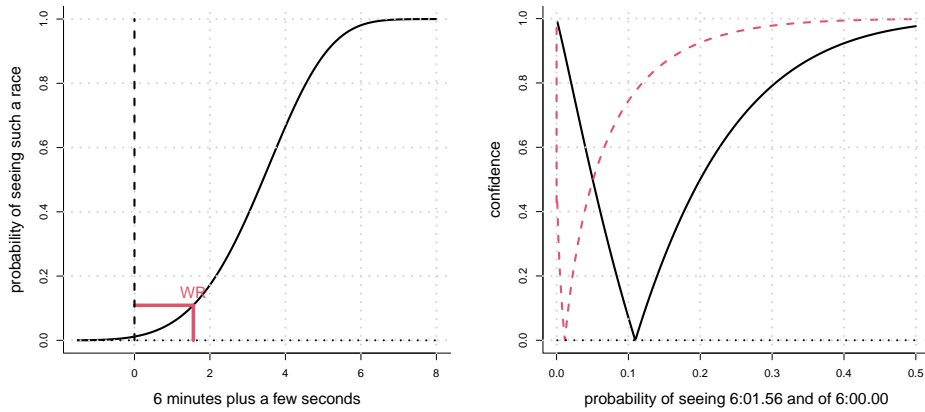 probability of seeing such a race
1.0
0.8
0.6
0.4
0.2
0.0
WR
0 2 4 6 8
6 minutes plus a few seconds
confidence
1.0
0.8
0.6
0.4
0.2
0.0
0.0 0.1 0.2 0.3 0.4 0.5
probability of seeing 6:01.56 and of 6:00.00